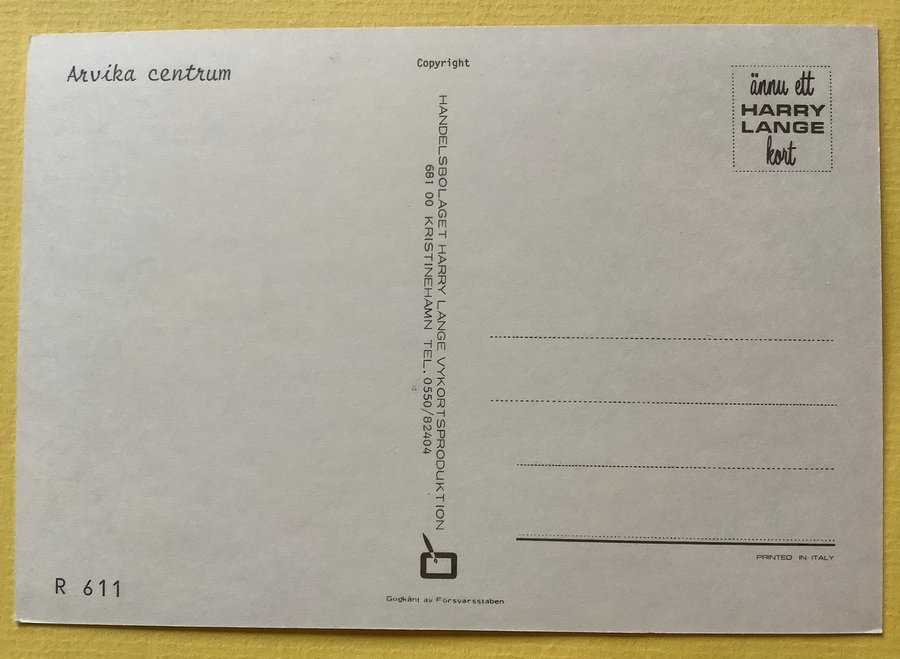 Arvika centrum
Copyright
ännu ett
HARRY
LANGE
kort
HANDELSBOLAGET HARRY LANGE VYKORTSPRODUKTION
681 00 KRISTINEHAMN TEL. 0550/82404
PRINTED IN ITALY
R 611
Godkänt av Försvarsstaben